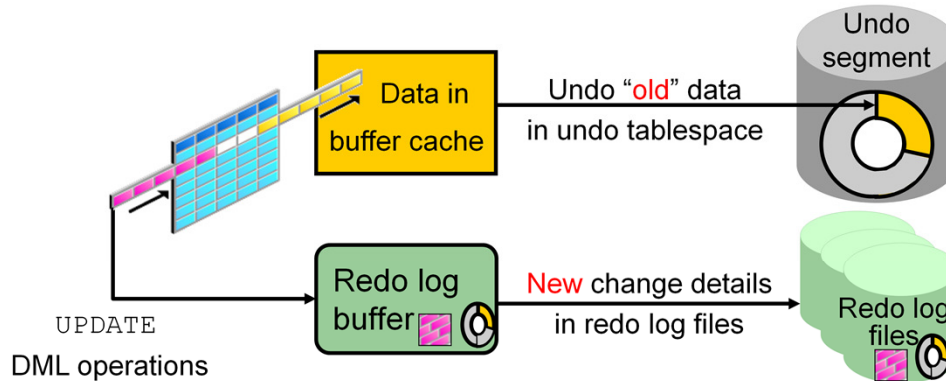 Undo
segment
Data in
buffer cache
Undo “old” data
in undo tablespace
Redo log
buffer
New change details
in redo log files
Redo log
files
UPDATE
DML operations